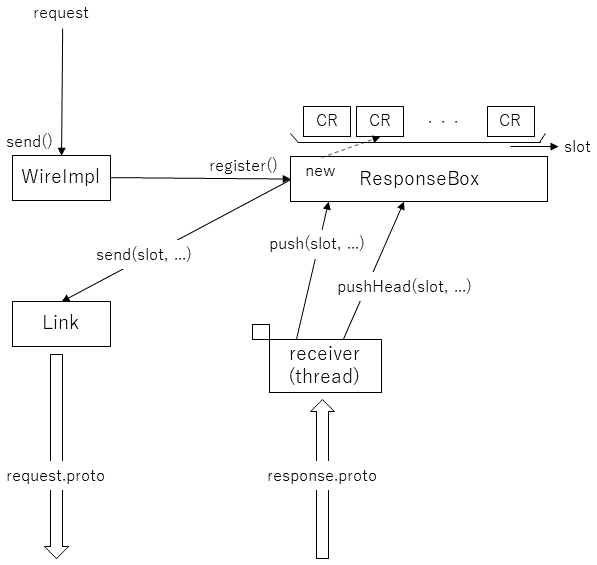 request
CR
CR
· · ·
CR
send()
slot
register()
new
WireImpl
ResponseBox
send(slot, ...)
push(slot, ...)
pushHead(slot, ...)
Link
receiver
(thread)
request.proto
response.proto